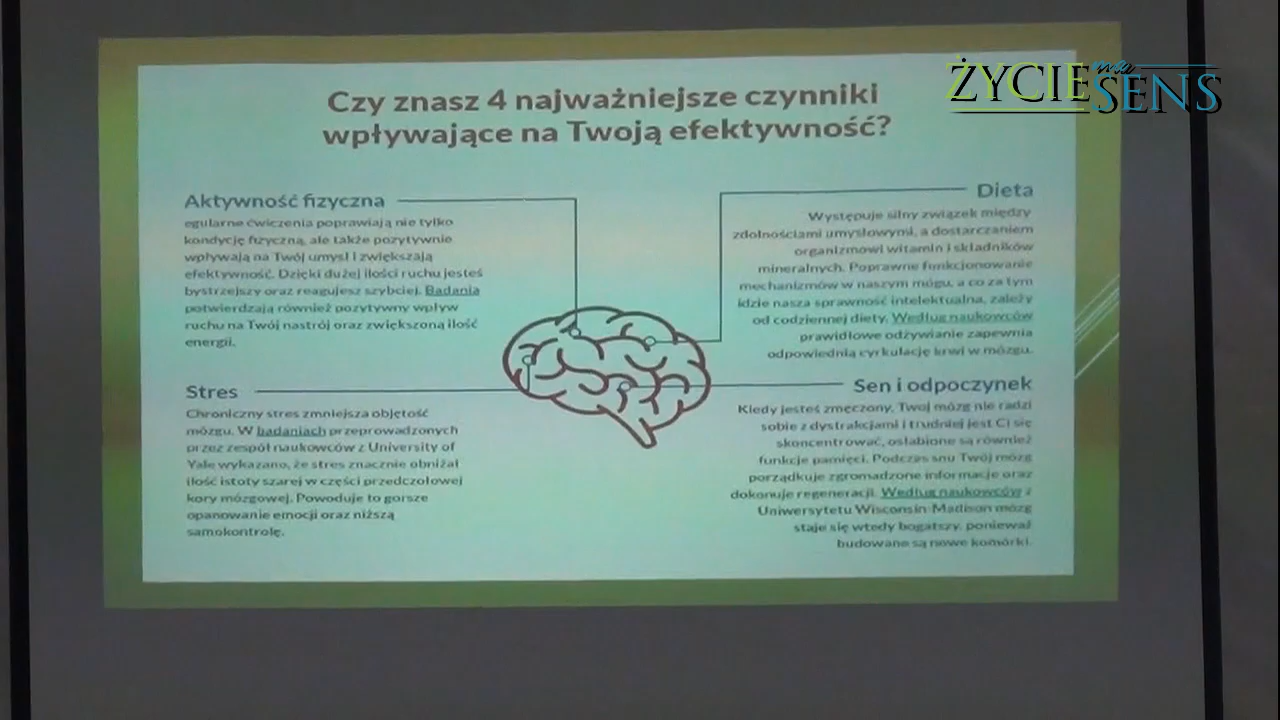 ŻYCIE ma SENS
Czy znasz 4 najważniejsze czynniki
wpływające na Twoją efektywność?
Aktywność fizyczna
egularne ćwiczenia poprawiają nie tylko
kondycję fizyczną, ale także pozytywnie
wpływają na Twój umysł i zwiększają
efektywność. Dzięki dużej ilości ruchu jesteś
bystrzejszy oraz reagujesz szybciej. Badania
potwierdzają również pozytywny wpływ
ruchu na Twój nastrój oraz zwiększoną ilość
energii.
Dieta
Występuje silny związek między
zdolnościami umysłowymi, a dostarczaniem
organizmowi witamin i składników
mineralnych. Poprawne funkcjonowanie
mechanizmów w naszym mógu, a co za tym
idzie nasza sprawność intelektualna, zależy
od codziennej diety. Według naukowców
prawidłowe odżywianie zapewnia
odpowiednią cyrkulację krwi w mózgu.
Stres
Chroniczny stres zmniejsza objętość
mózgu. W badaniach przeprowadzonych
przez zespół naukowców z University of
Yale wykazano, że stres znacznie obniżał
ilość istoty szarej w części przedczołowej
kory mózgowej. Powoduje to gorsze
opanowanie emocji oraz niższą
samokontrolę.
Sen i odpoczynek
Kiedy jesteś zmęczony, Twój mózg nie radzi
sobie z dystrakcjami i trudniej jest Ci się
skoncentrować, osłabione są również
funkcje pamięci. Podczas snu Twój mózg
porządkuje zgromadzone informacje oraz
dokonuje regeneracji. Według naukowców z
Uniwersytetu Wisconsin-Madison mózg
staje się wtedy bogatszy, ponieważ
budowane są nowe komórki.